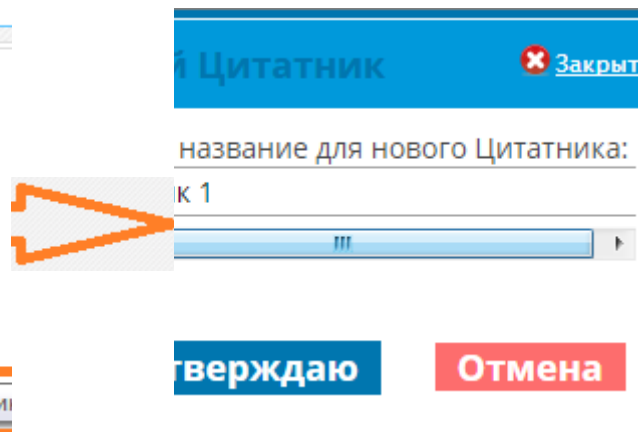 й Цитатник
Закрыт
название для нового Цитатника:
к 1
тверждаю
Отмена